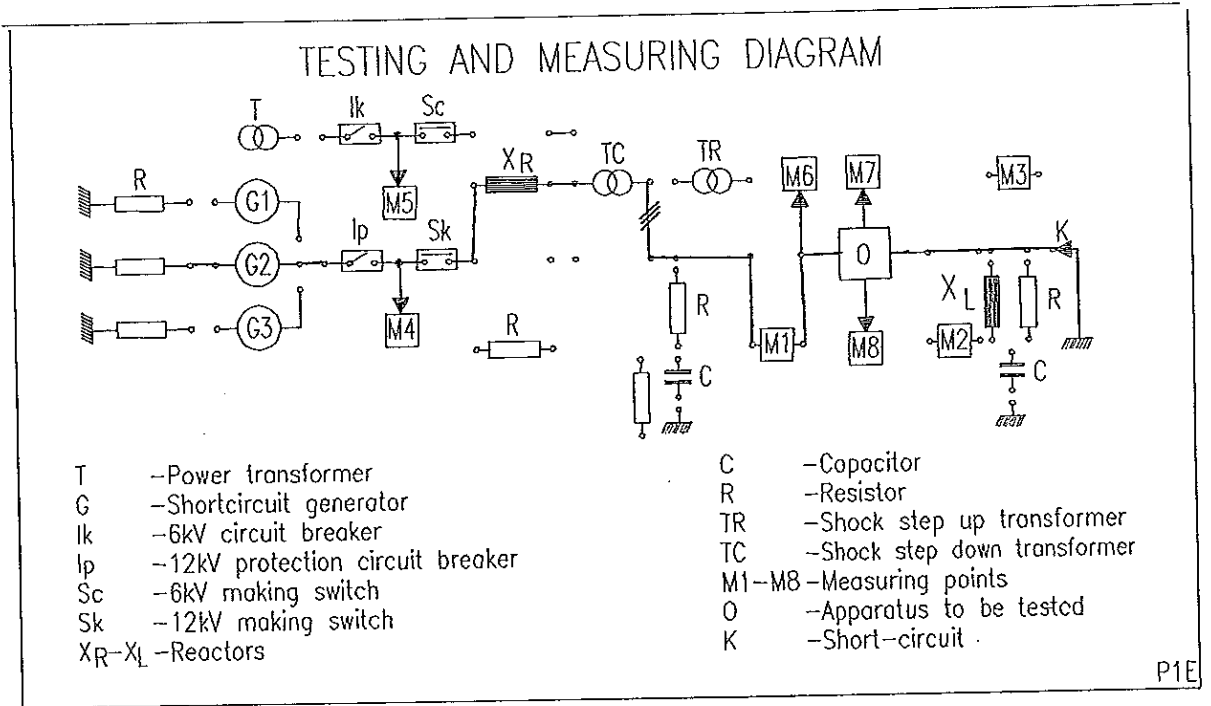 TESTING AND MEASURING DIAGRAM
T Ik Sc
XR TC TR
M6 M7 M3
R G1 M5
Ip Sk K
G2 O
XL R
G3 M4 R R M1 M8 M2
C C
T -Power transformer
G -Shortcircuit generator
Ik -6kV circuit breaker
Ip -12kV protection circuit breaker
Sc -6kV making switch
Sk -12kV making switch
XR-XL -Reactors
C -Capacitor
R -Resistor
TR -Shock step up transformer
TC -Shock step down transformer
M1-M8 -Measuring points
O -Apparatus to be tested
K -Short-circuit
P1E